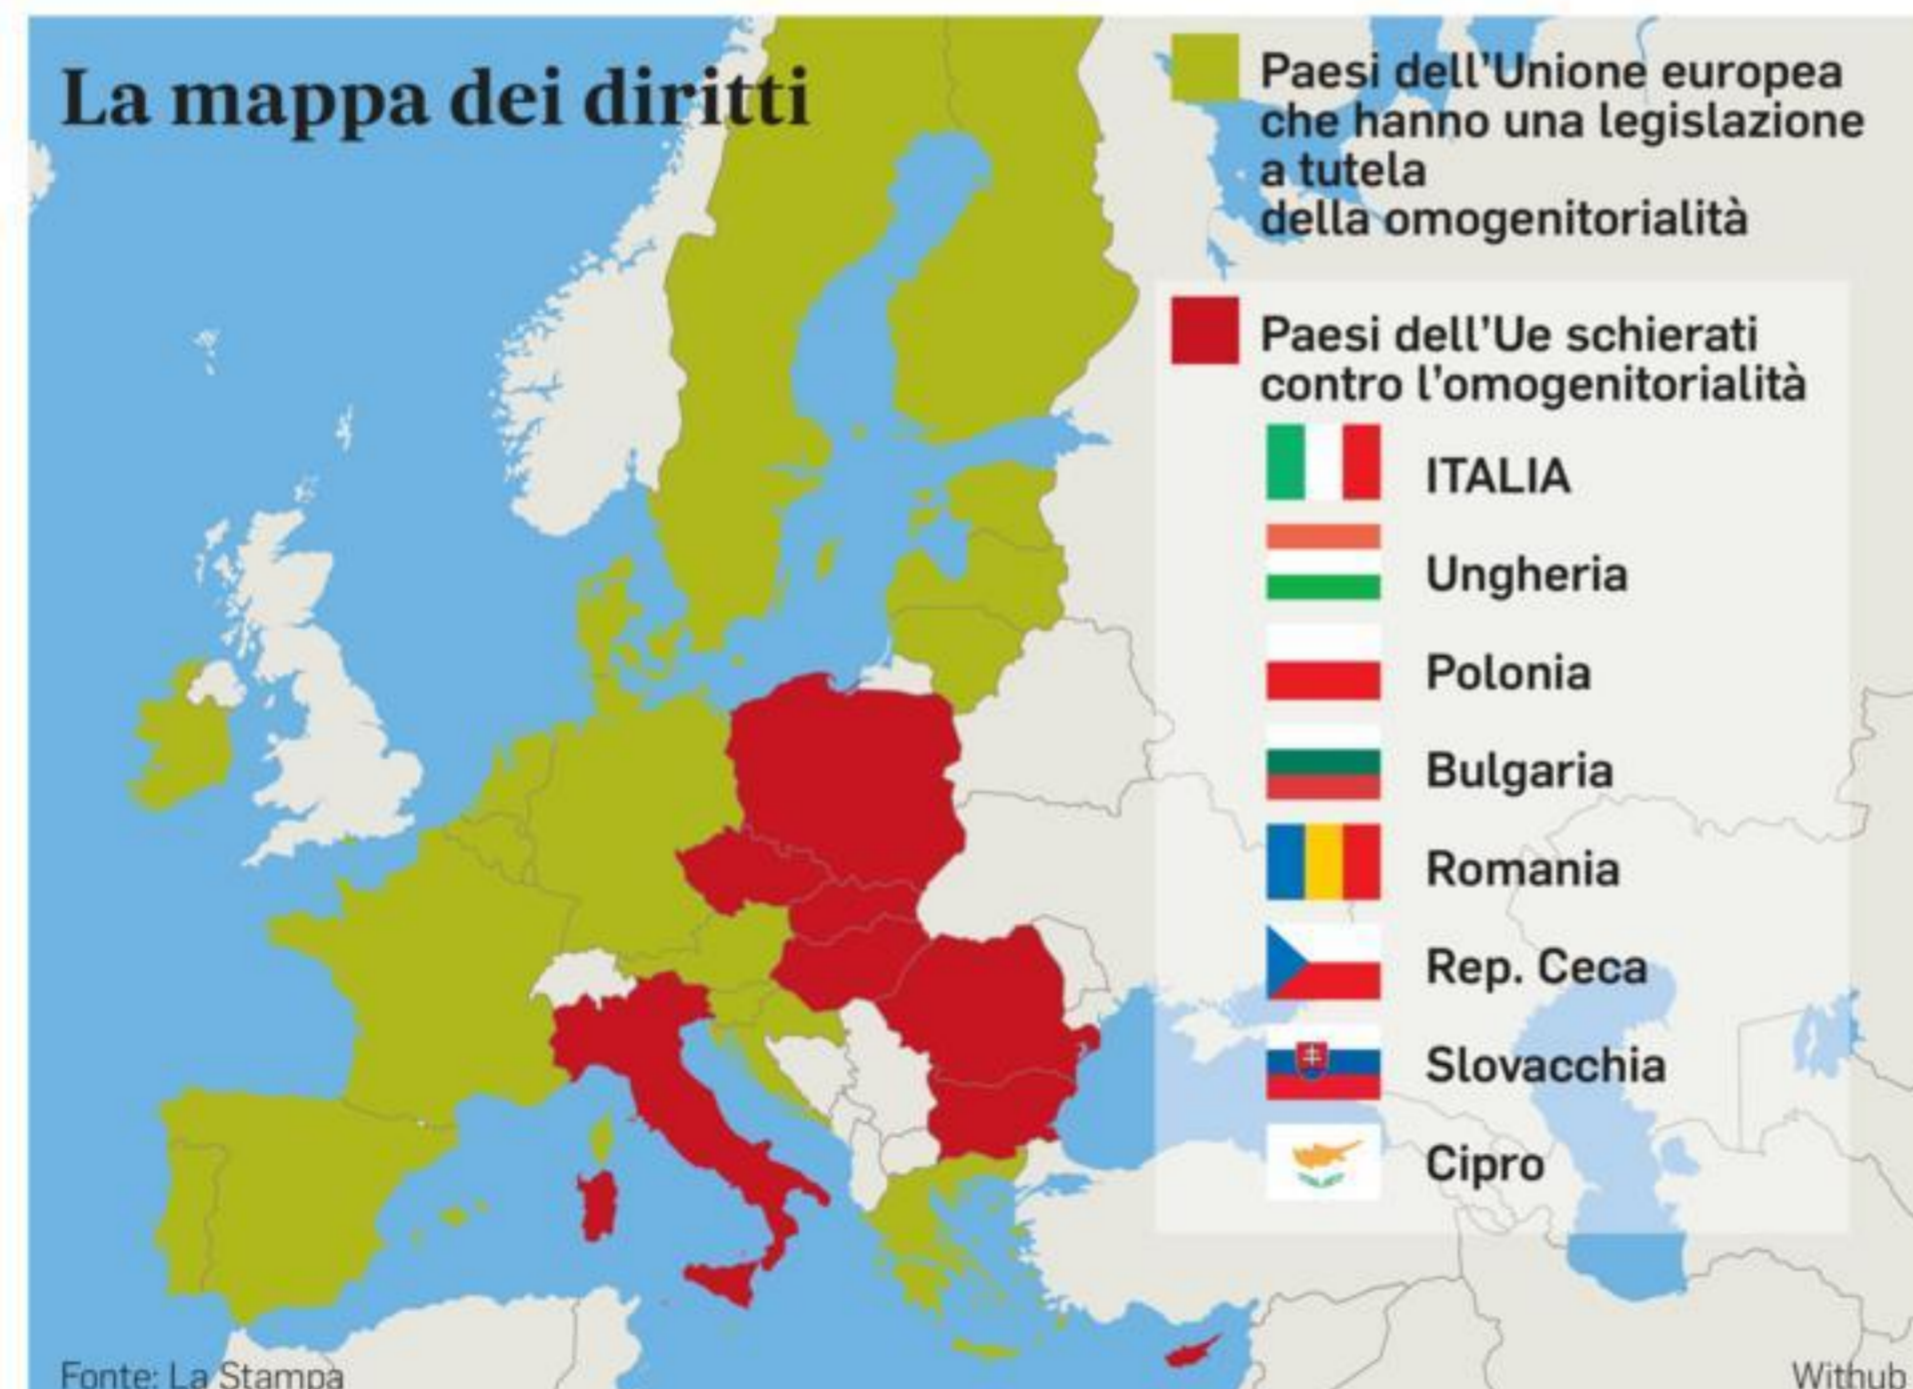 La mappa dei diritti
Paesi dell'Unione europea
che hanno una legislazione
a tutela
della omogenitorialità
Paesi dell'Ue schierati
contro l'omogenitorialità
ITALIA
Ungheria
Polonia
Bulgaria
Romania
Rep. Ceca
Slovacchia
Cipro
Fonte: La Stampa
Withub